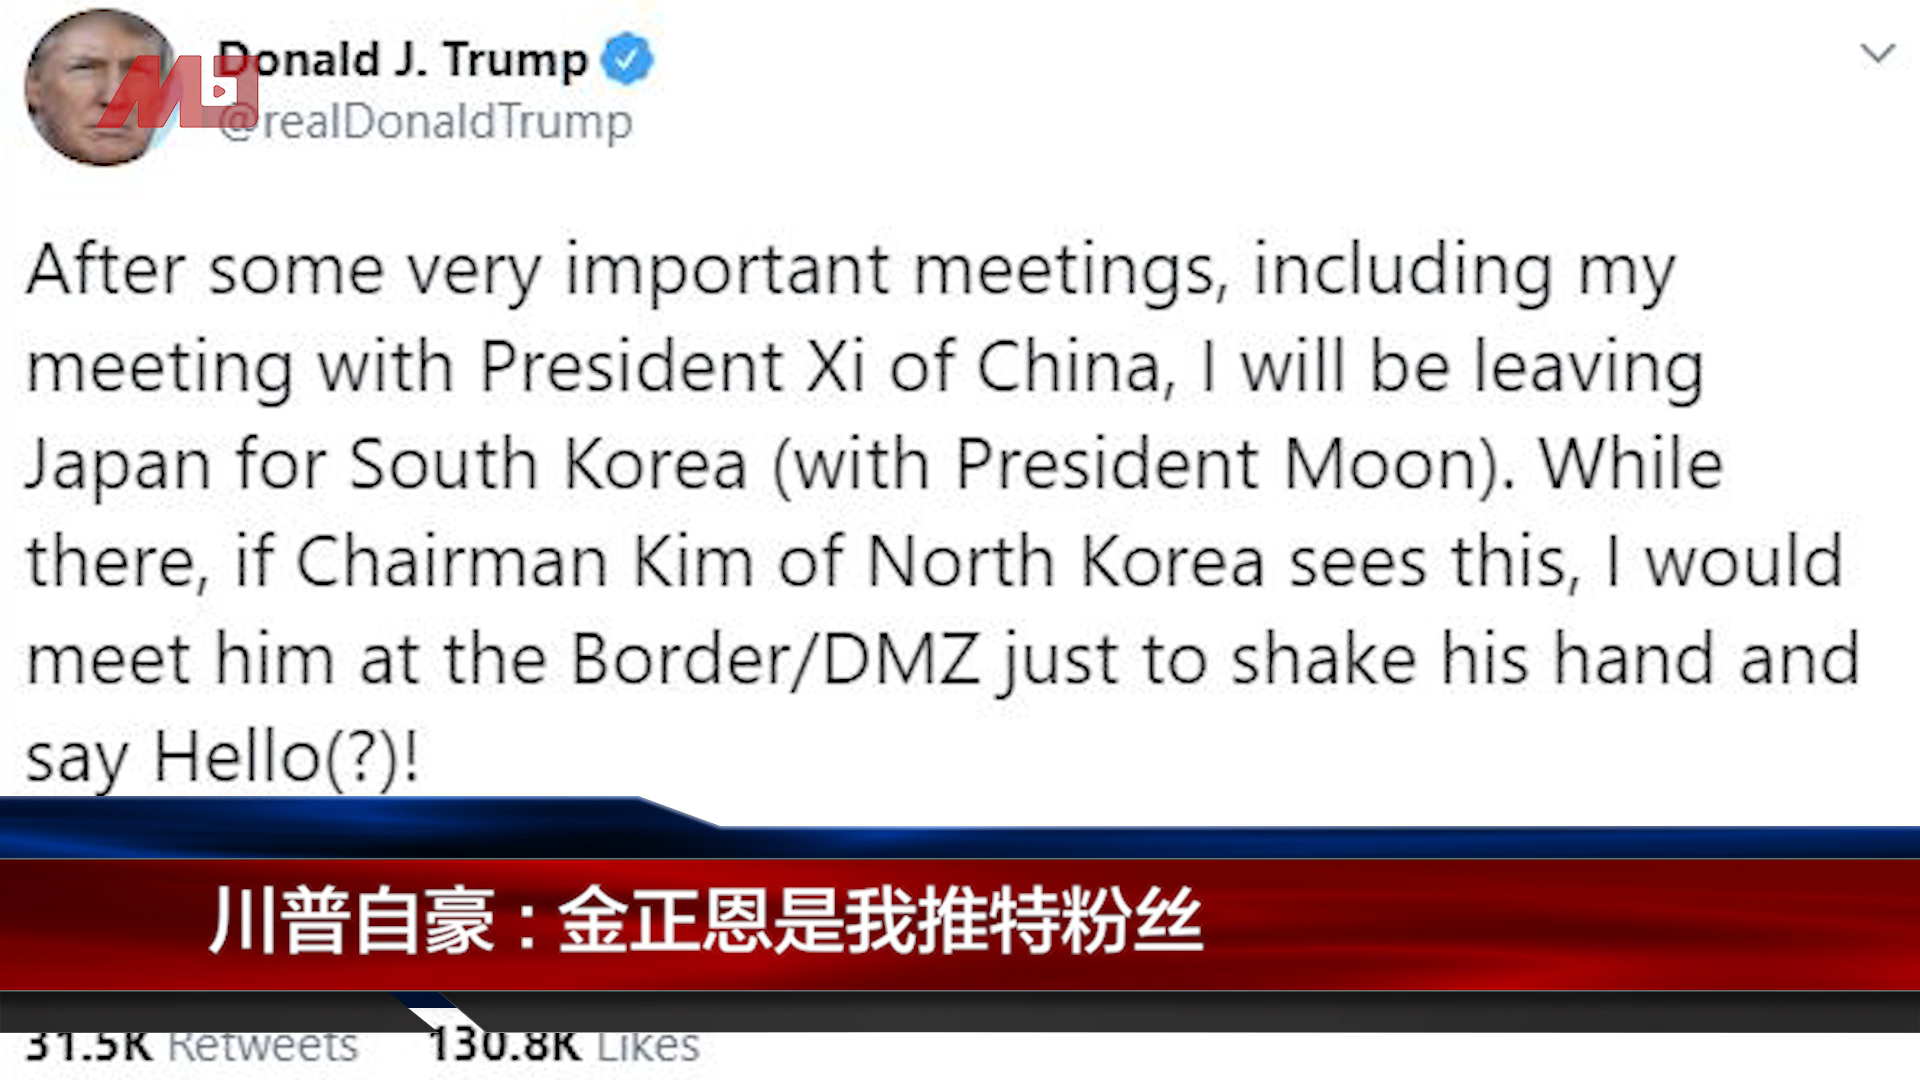 Donald J. Trump
@realDonaldTrump
After some very important meetings, including my
meeting with President Xi of China, I will be leaving
Japan for South Korea (with President Moon). While
there, if Chairman Kim of North Korea sees this, I would
meet him at the Border/DMZ just to shake his hand and
say Hello(?)!
川普自豪:金正恩是我推特粉丝
31.5K Retweets 130.8K Likes